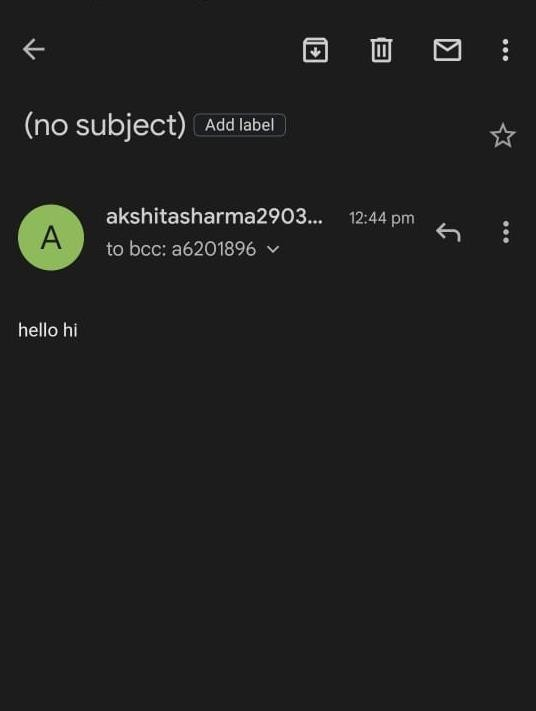 (no subject) Add label
A
akshitasharma2903... 12:44 pm
to bcc: a6201896
hello hi